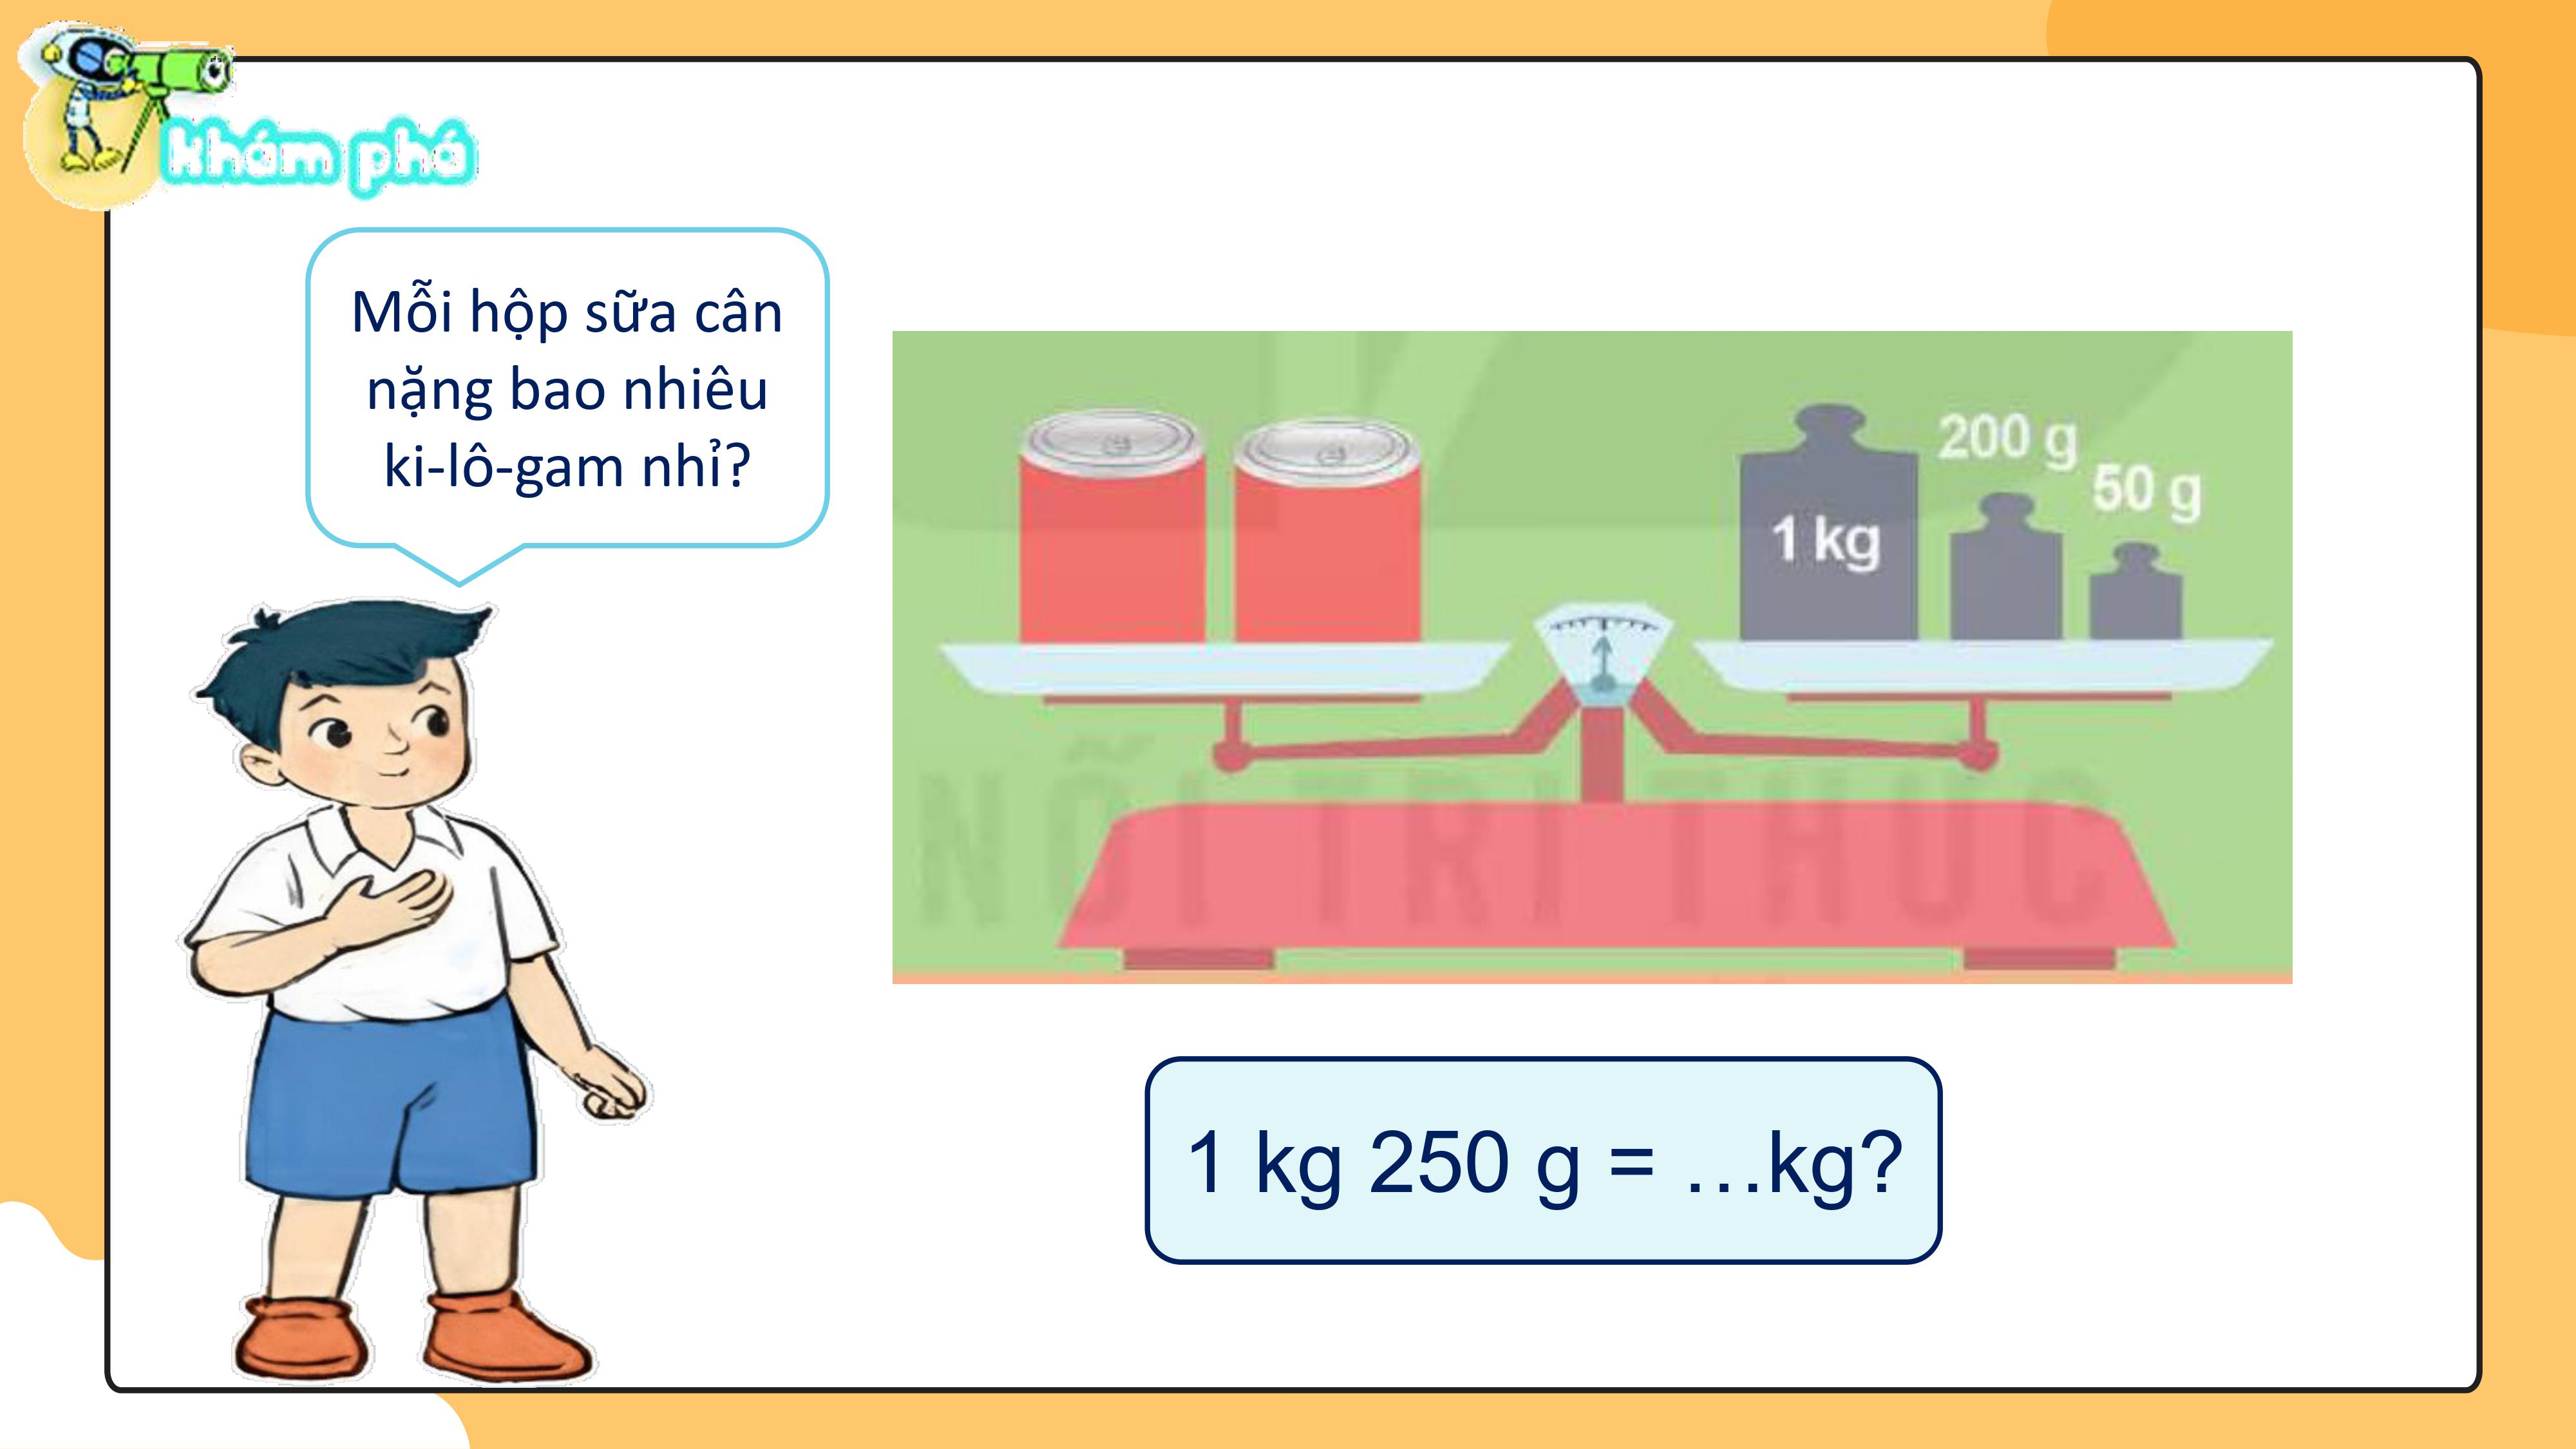 khám phá
Mỗi hộp sữa cân
nặng bao nhiêu
ki-lô-gam nhỉ?
200 g
50 g
1 kg
NỐI TRI THỨC
1 kg 250 g = ...kg?